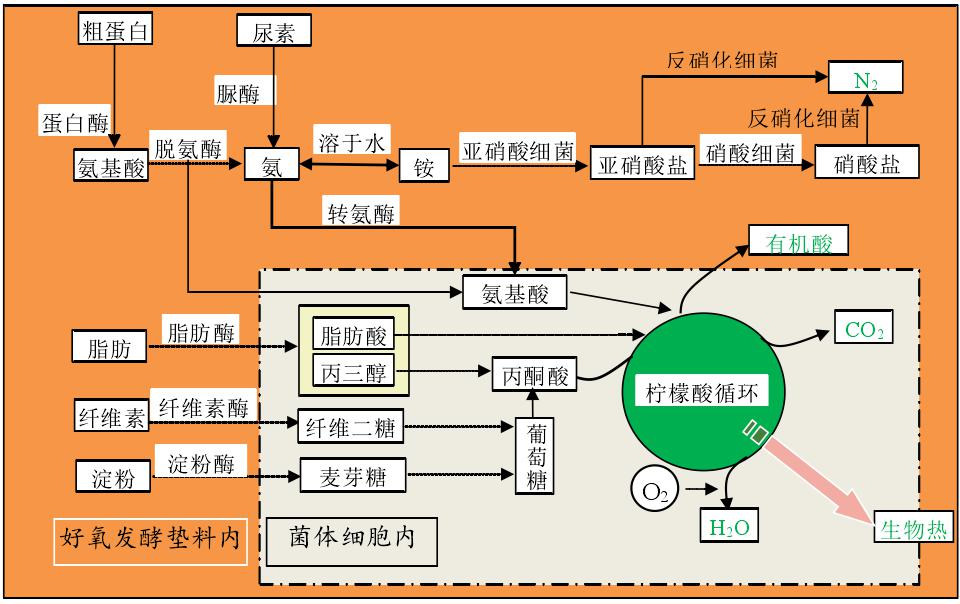 粗蛋白
尿素
反硝化细菌
N2
蛋白酶
脲酶
反硝化细菌
氨基酸
脱氨酶
氨
溶于水
铵
亚硝酸细菌
亚硝酸盐
硝酸细菌
硝酸盐
转氨酶
有机酸
氨基酸
脂肪
脂肪酶
脂肪酸
丙三醇
丙酮酸
CO2
柠檬酸循环
纤维素
纤维素酶
纤维二糖
葡萄糖
淀粉
淀粉酶
麦芽糖
O2
H2O
生物热
好氧发酵垫料内
菌体细胞内